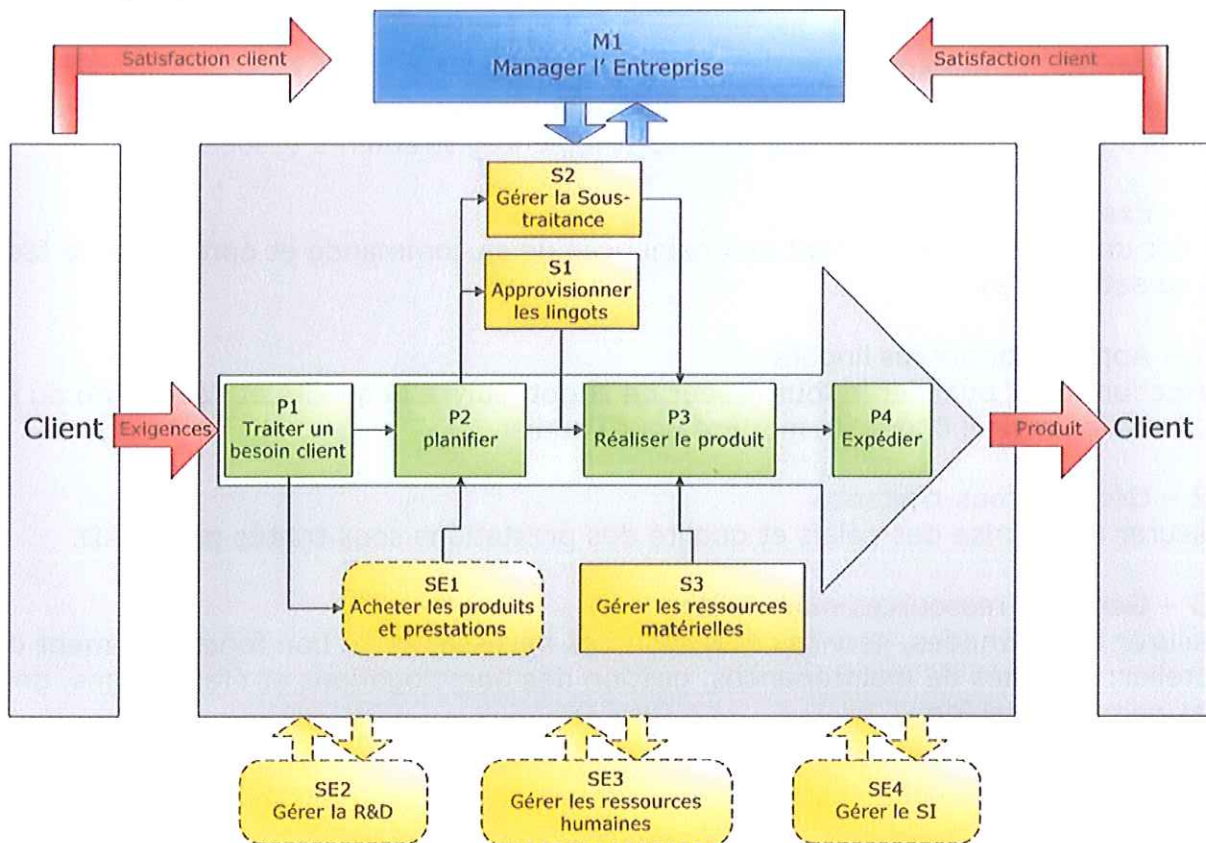 M1
Manager l' Entreprise
Satisfaction client
Satisfaction client
S2
Gérer la Sous-
traitance
S1
Approvisionner
les lingots
Client
Exigences
P1
Traiter un
besoin client
P2
planifier
P3
Réaliser le produit
P4
Expédier
Produit
Client
SE1
Acheter les produits
et prestations
S3
Gérer les ressources
matérielles
SE2
Gérer la R&D
SE3
Gérer les ressources
humaines
SE4
Gérer le SI